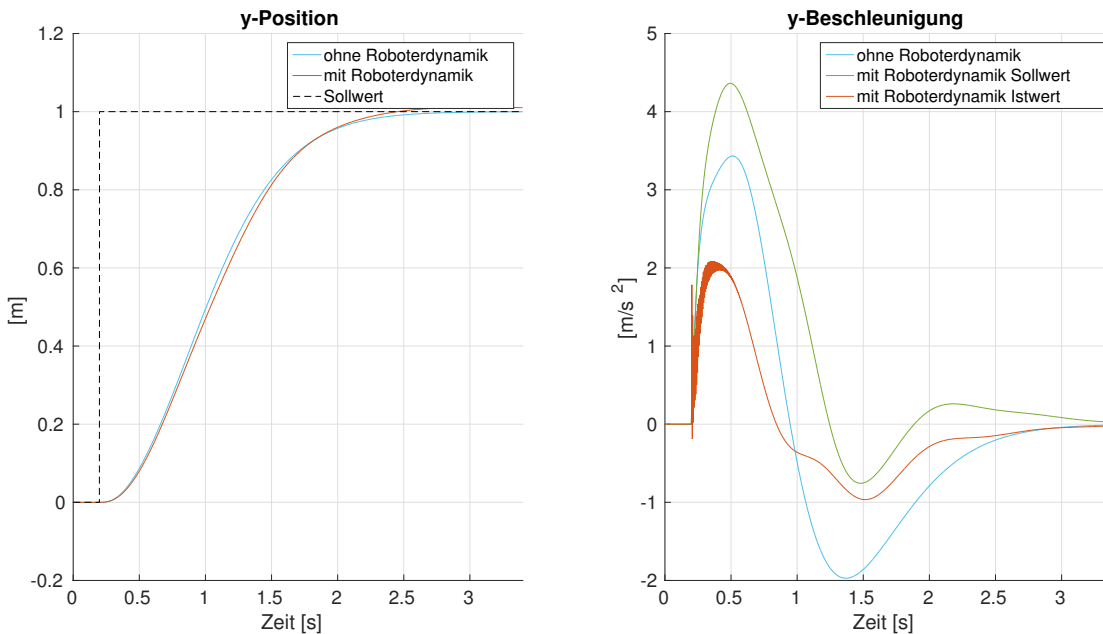 y-Position
1.2
1
0.8
0.6
0.4
0.2
0
-0.2
[m]
0 0.5 1 1.5 2 2.5 3
Zeit [s]
ohne Roboterdynamik
mit Roboterdynamik
Sollwert
y-Beschleunigung
5
4
3
2
1
0
-1
-2
[m/s ²]
0 0.5 1 1.5 2 2.5 3
Zeit [s]
ohne Roboterdynamik
mit Roboterdynamik Sollwert
mit Roboterdynamik Istwert